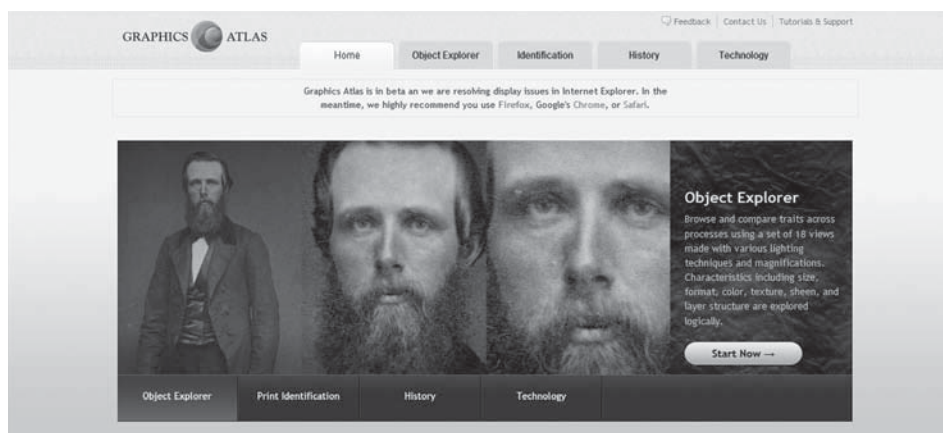 Feedback | Contact Us | Tutorials & Support
GRAPHICS ATLAS
Home Object Explorer Identification History Technology
Graphics Atlas is in beta an we are resolving display issues in Internet Explorer. In the
meantime, we highly recommend you use Firefox, Google's Chrome, or Safari.
Object Explorer
Browse and compare traits across
processes using a set of 18 views
made with various lighting
techniques and magnifications.
Characteristics including size,
format, color, texture, sheen, and
layer structure are explored
logically.
Start Now →
Object Explorer Print Identification History Technology